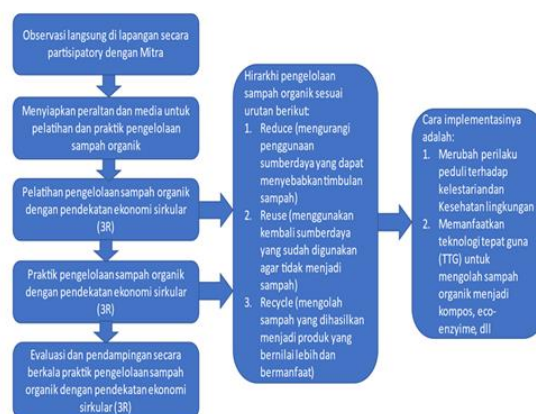 Observasi langsung di lapangan secara
partisipatory dengan Mitra
Menyiapkan peraltan dan media untuk
pelatihan dan praktik pengelolaan
sampah organik
Pelatihan pengelolaan sampah organik
dengan pendekatan ekonomi sirkular
(3R)
Praktik pengelolaan sampah organik
dengan pendekatan ekonomi sirkular
(3R)
Evaluasi dan pendampingan secara
berkala praktik pengelolaan sampah
organik dengan pendekatan ekonomi
sirkular (3R)
Hirarkhi pengelolaan
sampah organik sesuai
urutan berikut:
1. Reduce (mengurangi
penggunaan
sumberdaya yang dapat
menyebabkan timbulan
sampah)
2. Reuse (menggunakan
kembali sumberdaya
yang sudah digunakan
agar tidak menjadi
sampah)
3. Recycle (mengolah
sampah yang dihasilkan
menjadi produk yang
bernilai lebih dan
bermanfaat)
Cara implementasinya
adalah:
1. Merubah perilaku
peduli terhadap
kelestarian dan
Kesehatan lingkungan
2. Memanfaatkan
teknologi tepat guna
(TTG) untuk
mengolah sampah
organik menjadi
kompos, eco-
enzyime, dll